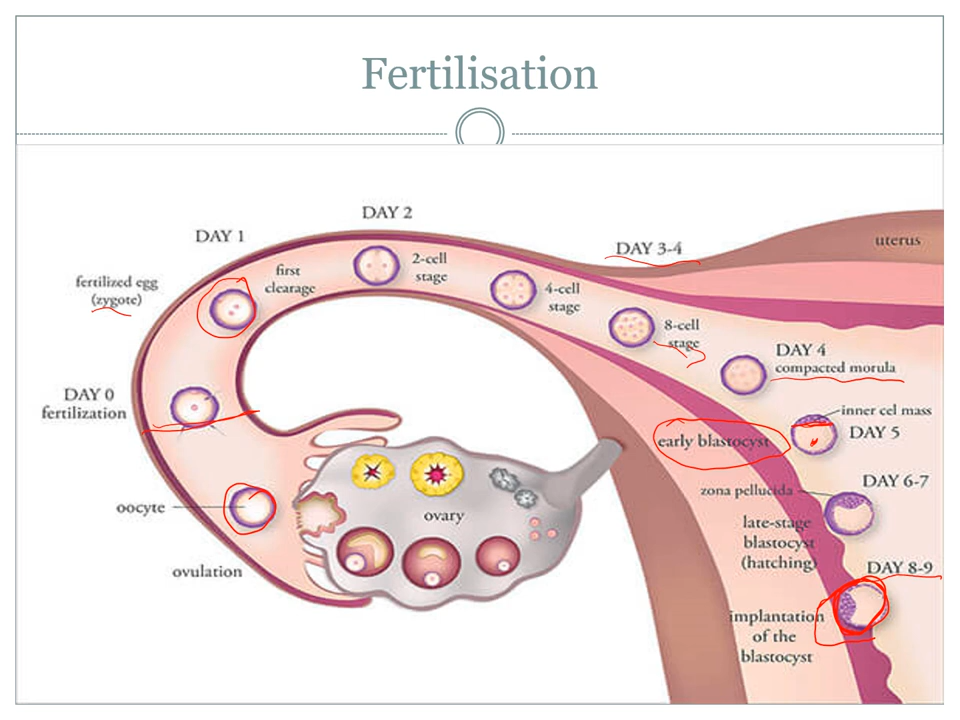 Fertilisation
DAY 2
DAY 1
DAY 3-4
uterus
fertilized egg
(zygote)
first
clearage
2-cell
stage
4-cell
stage
8-cell
stage
DAY 4
compacted morula
DAY 0
fertilization
inner cel mass
DAY 5
early blastocyst
DAY 6-7
zona pellucida
oocyte
ovary
late-stage
blastocyst
(hatching)
ovulation
DAY 8-9
implantation
of the
blastocyst